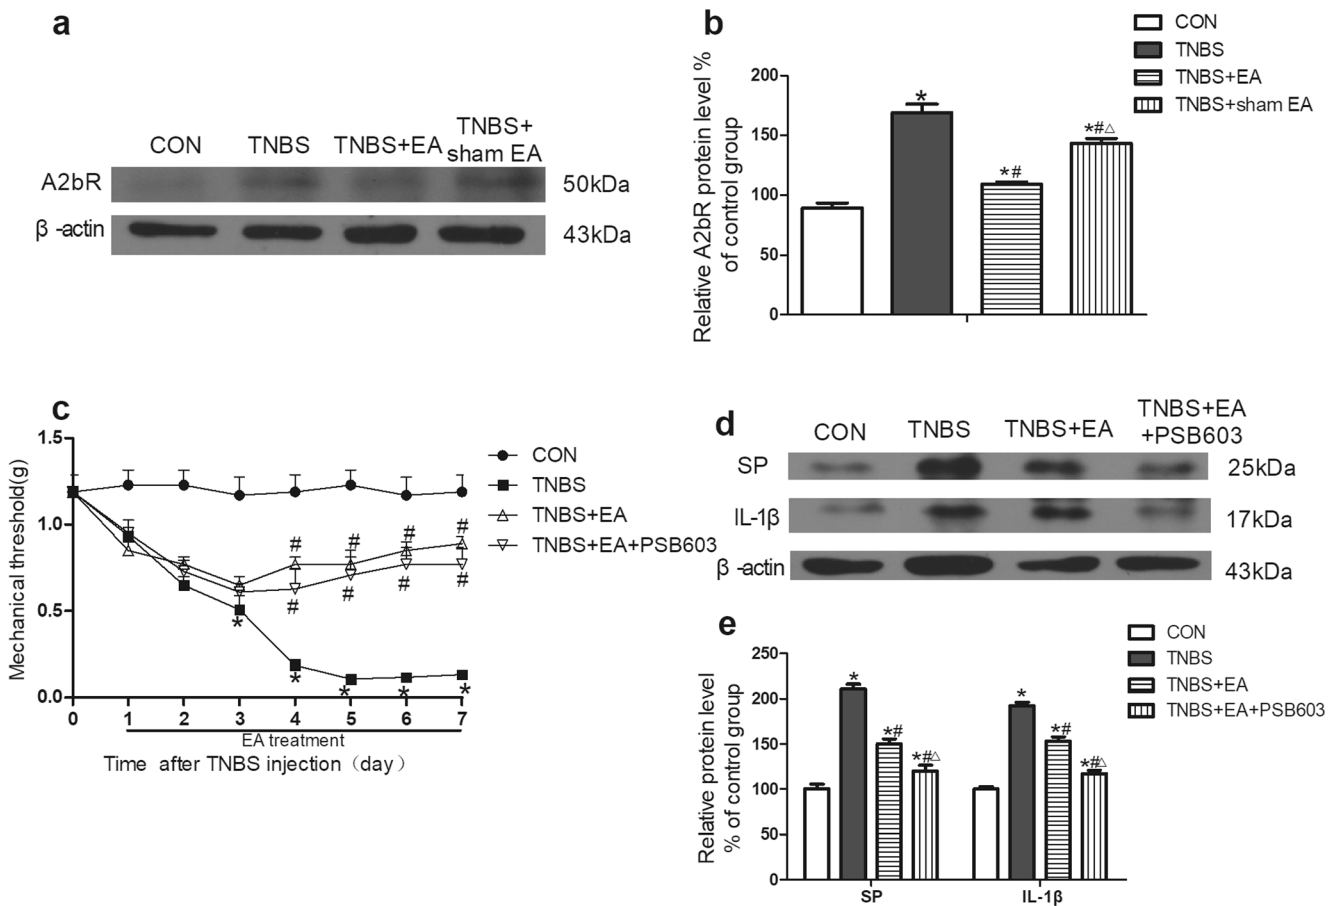 a
CON
TNBS
TNBS+EA
TNBS+
sham EA
A2bR
50kDa
β -actin
43kDa
b
CON
TNBS
TNBS+EA
TNBS+sham EA
Relative A2bR protein level %
of control group
200
150
100
50
0
*
*#
*#△
c
Mechanical threshold(g)
1.5
1.0
0.5
0.0
CON
TNBS
TNBS+EA
TNBS+EA+PSB603
# # # #
# # # #
* * * * *
0 1 2 3 4 5 6 7
EA treatment
Time after TNBS injection（day）
d
CON
TNBS
TNBS+EA
TNBS+EA
+PSB603
SP
25kDa
IL-1β
17kDa
β -actin
43kDa
e
CON
TNBS
TNBS+EA
TNBS+EA+PSB603
Relative protein level
% of control group
250
200
150
100
50
0
*
*#
*#△
*
*#
*#△
SP
IL-1β